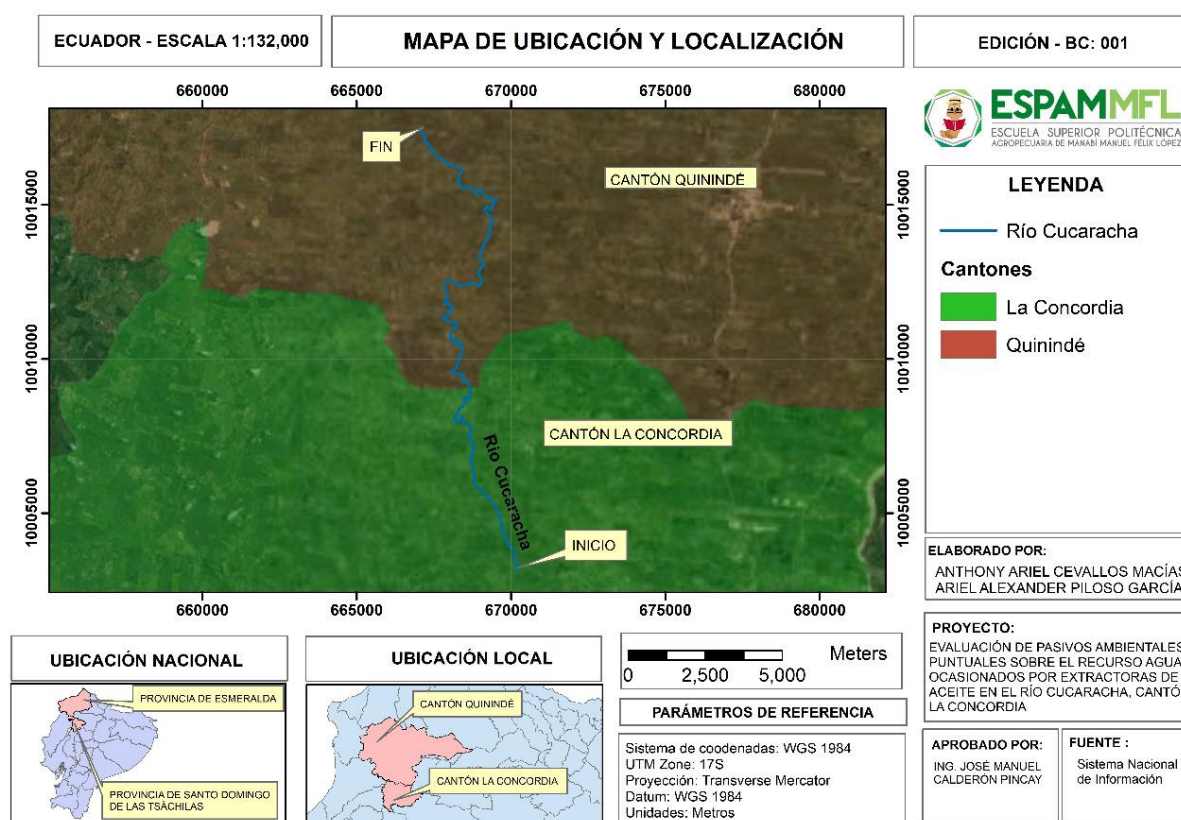 ECUADOR - ESCALA 1:132,000
MAPA DE UBICACIÓN Y LOCALIZACIÓN
EDICIÓN - BC: 001
660000 665000 670000 675000 680000
10015000
10010000
10005000
FIN
CANTÓN QUININDÉ
CANTÓN LA CONCORDIA
Río Cucaracha
INICIO
10015000
10010000
10005000
660000 665000 670000 675000 680000
ESPAMMFL
ESCUELA SUPERIOR POLITÉCNICA
AGROPECUARIA DE MANABÍ MANUEL FÉLIX LÓPEZ
LEYENDA
Río Cucaracha
Cantones
La Concordia
Quinindé
ELABORADO POR:
ANTHONY ARIEL CEVALLOS MACÍAS
ARIEL ALEXANDER PILOSO GARCÍA
PROYECTO:
EVALUACIÓN DE PASIVOS AMBIENTALES
PUNTUALES SOBRE EL RECURSO AGUA
OCASIONADOS POR EXTRACTORAS DE
ACEITE EN EL RÍO CUCARACHA, CANTÓ
LA CONCORDIA
APROBADO POR:
ING. JOSÉ MANUEL
CALDERÓN PINCAY
FUENTE :
Sistema Nacional
de Información
UBICACIÓN NACIONAL
PROVINCIA DE ESMERALDA
PROVINCIA DE SANTO DOMINGO
DE LAS TSÁCHILAS
UBICACIÓN LOCAL
CANTÓN QUININDÉ
CANTÓN LA CONCORDIA
Meters
0 2,500 5,000
PARÁMETROS DE REFERENCIA
Sistema de coodenadas: WGS 1984
UTM Zone: 17S
Proyección: Transverse Mercator
Datum: WGS 1984
Unidades: Metros